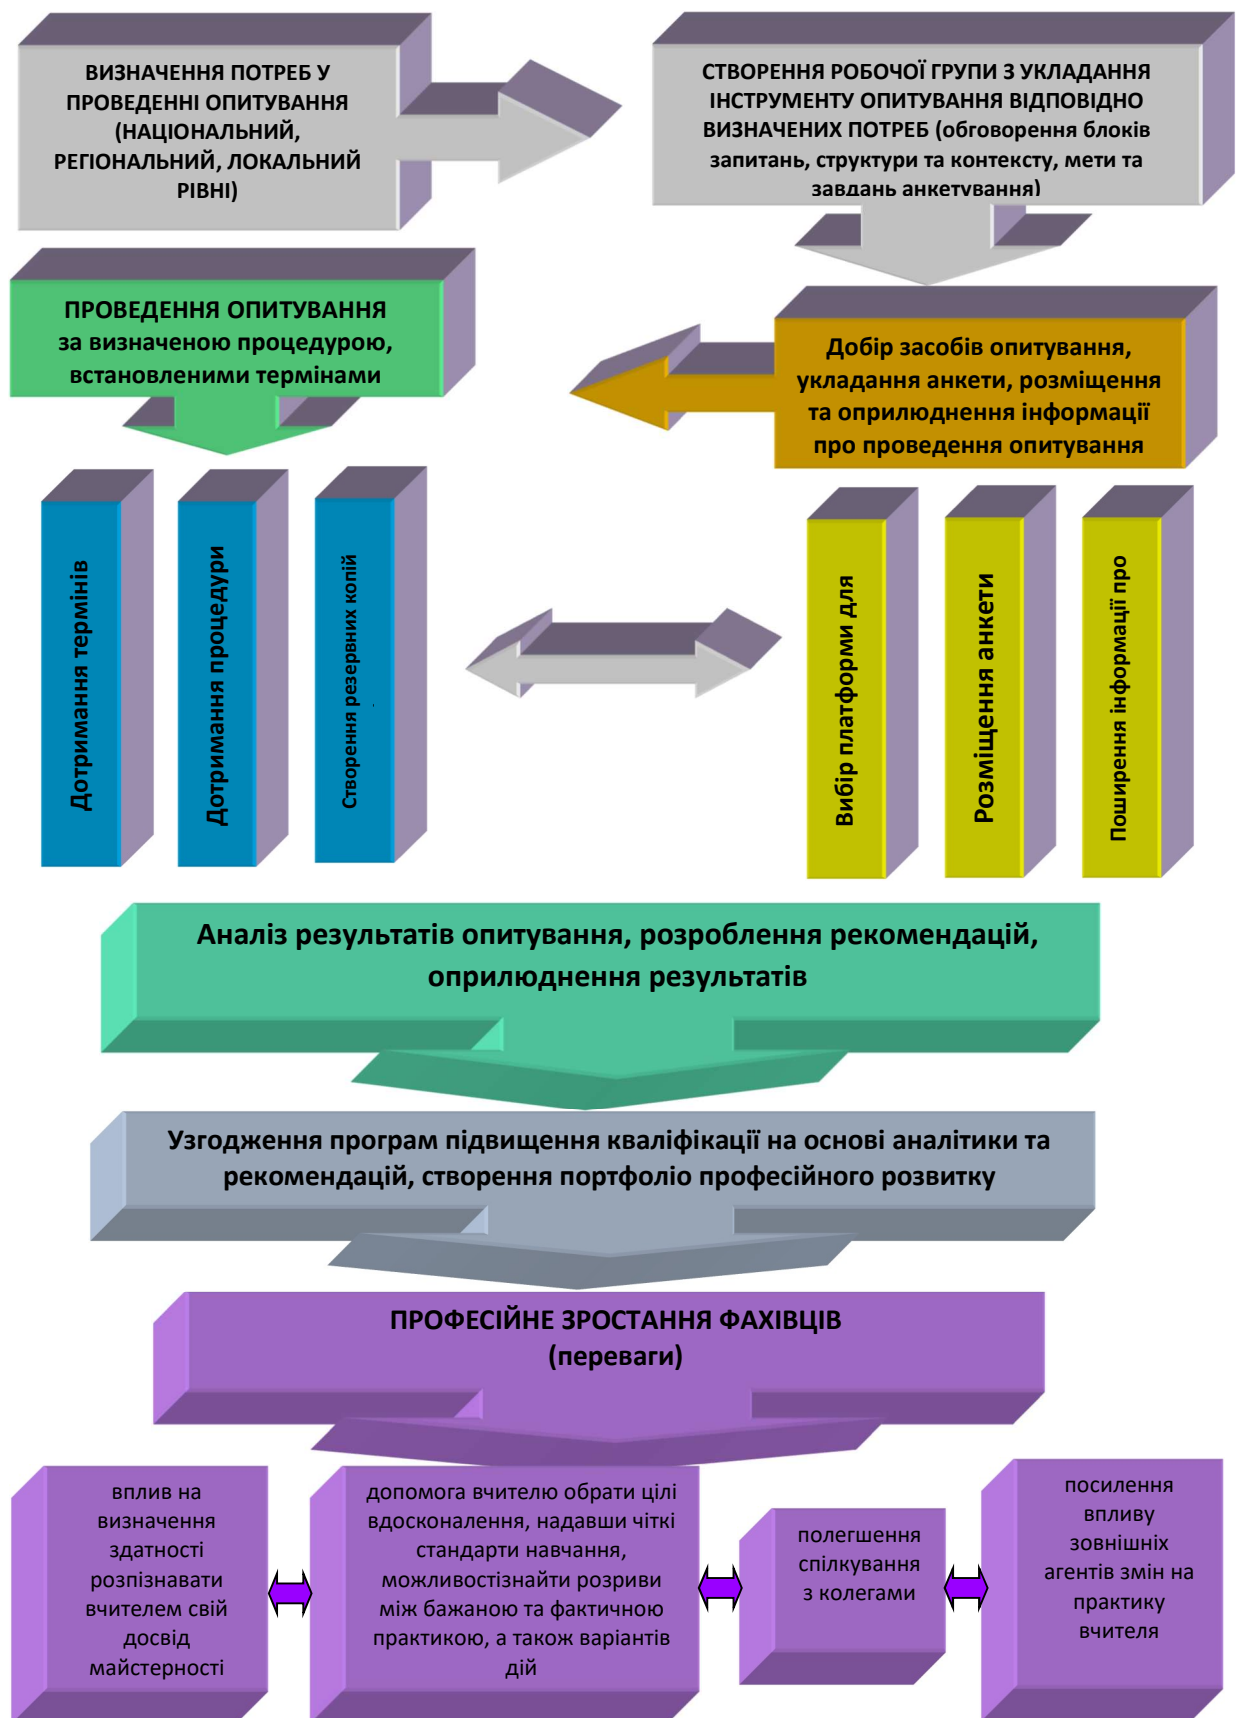 ВИЗНАЧЕННЯ ПОТРЕБ У
ПРОВЕДЕННІ ОПИТУВАННЯ
(НАЦІОНАЛЬНИЙ,
РЕГІОНАЛЬНИЙ, ЛОКАЛЬНИЙ
РІВНІ)
СТВОРЕННЯ РОБОЧОЇ ГРУПИ З УКЛАДАННЯ
ІНСТРУМЕНТУ ОПИТУВАННЯ ВІДПОВІДНО
ВИЗНАЧЕНИХ ПОТРЕБ (обговорення блоків
запитань, структури та контексту, мети та
завдань анкетування)
ПРОВЕДЕННЯ ОПИТУВАННЯ
за визначеною процедурою,
встановленими термінами
Добір засобів опитування,
укладання анкети, розміщення
та оприлюднення інформації
про проведення опитування
Дотримання термінів
Дотримання процедури
Створення резервних копій
Вибір платформи для
Розміщення анкети
Поширення інформації про
Аналіз результатів опитування, розроблення рекомендацій,
оприлюднення результатів
Узгодження програм підвищення кваліфікації на основі аналітики та
рекомендацій, створення портфоліо професійного розвитку
ПРОФЕСІЙНЕ ЗРОСТАННЯ ФАХІВЦІВ
(переваги)
вплив на
визначення
здатності
розпізнавати
вчителем свій
досвід
майстерності
допомога вчителю обрати цілі
вдосконалення, надавши чіткі
стандарти навчання,
можливостізнайти розриви
між бажаною та фактичною
практикою, а також варіантів
дій
полегшення
спілкування
з колегами
посилення
впливу
зовнішніх
агентів змін на
практику
вчителя